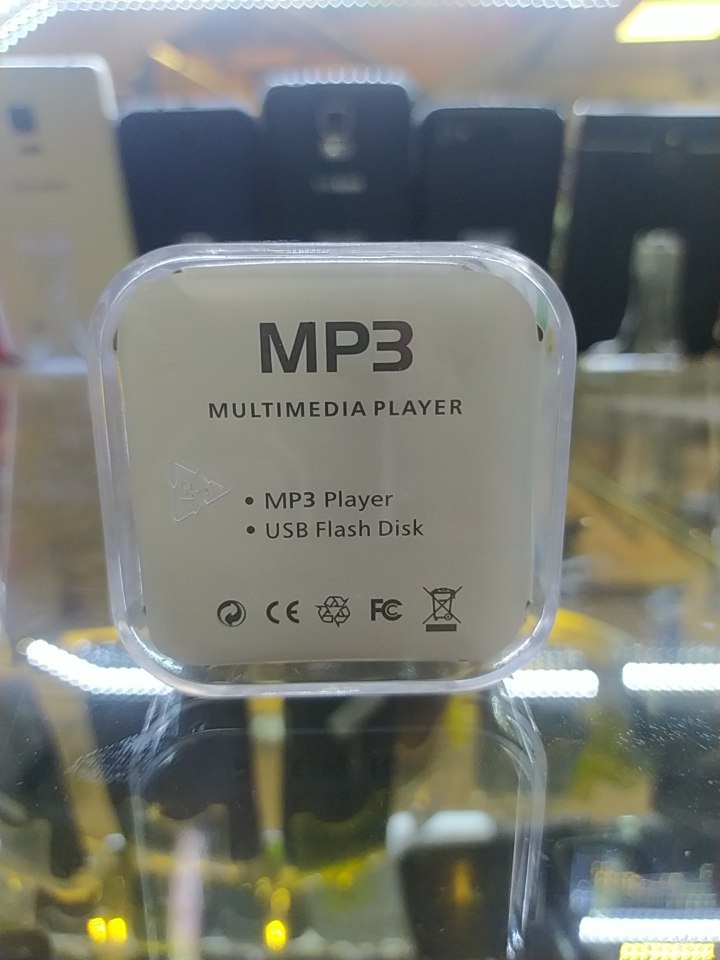 MP3
MULTIMEDIA PLAYER
• MP3 Player
• USB Flash Disk
CE FC